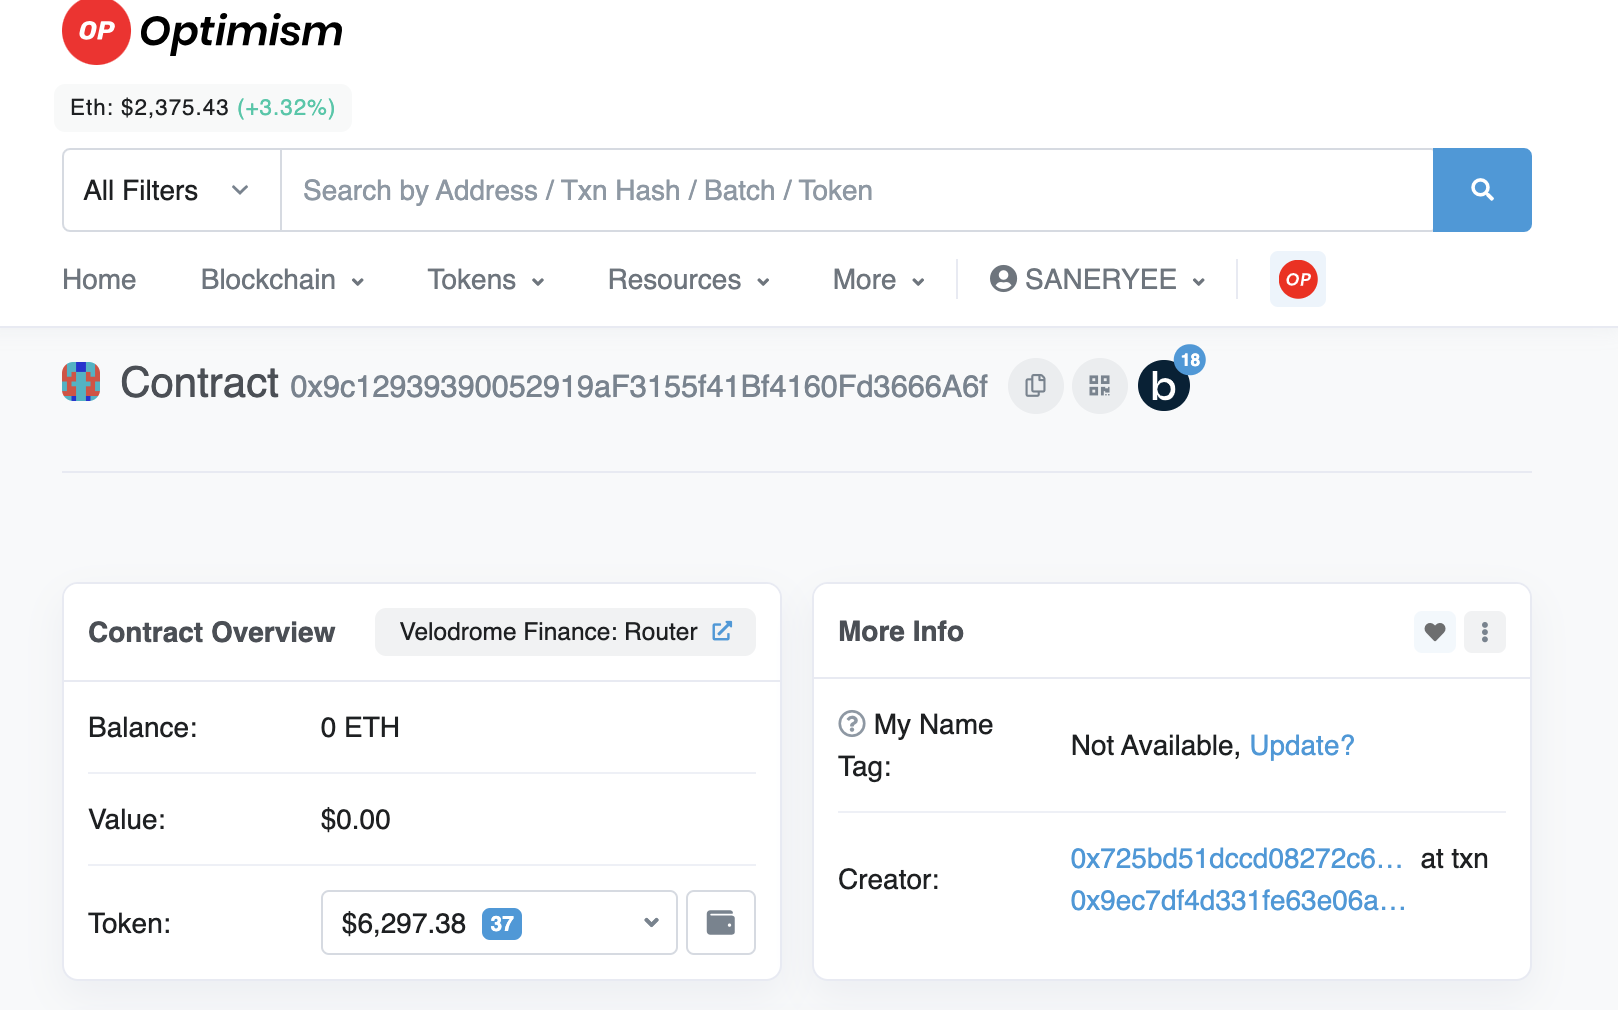 OP Optimism
Eth: $2,375.43 (+3.32%)
All Filters Search by Address / Txn Hash / Batch / Token
Home Blockchain Tokens Resources More SANERYEE OP
Contract 0x9c12939390052919aF3155f41Bf4160Fd3666A6f b 18
Contract Overview Velodrome Finance: Router
Balance: 0 ETH
Value: $0.00
Token: $6,297.38 37
More Info
? My Name
Tag:
Not Available, Update?
Creator:
0x725bd51dccd08272c6... at txn
0x9ec7df4d331fe63e06a...